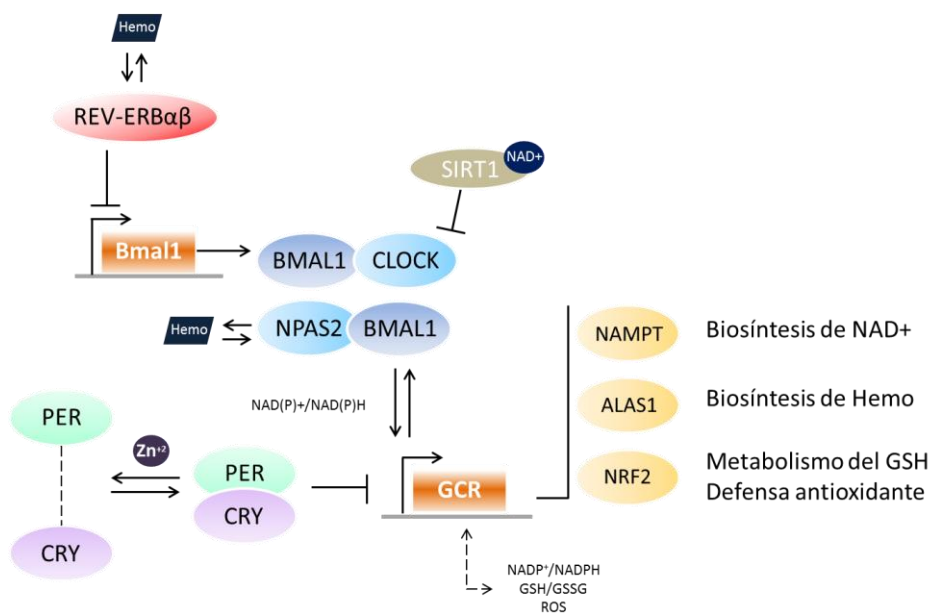 Hemo
REV-ERBαβ
SIRT1
NAD+
Bmal1
BMAL1
CLOCK
Hemo
NPAS2
BMAL1
NAMPT
Biosíntesis de NAD+
NAD(P)+/NAD(P)H
ALAS1
Biosíntesis de Hemo
PER
Zn+2
PER
CRY
GCR
NRF2
Metabolismo del GSH
Defensa antioxidante
CRY
NADP+/NADPH
GSH/GSSG
ROS